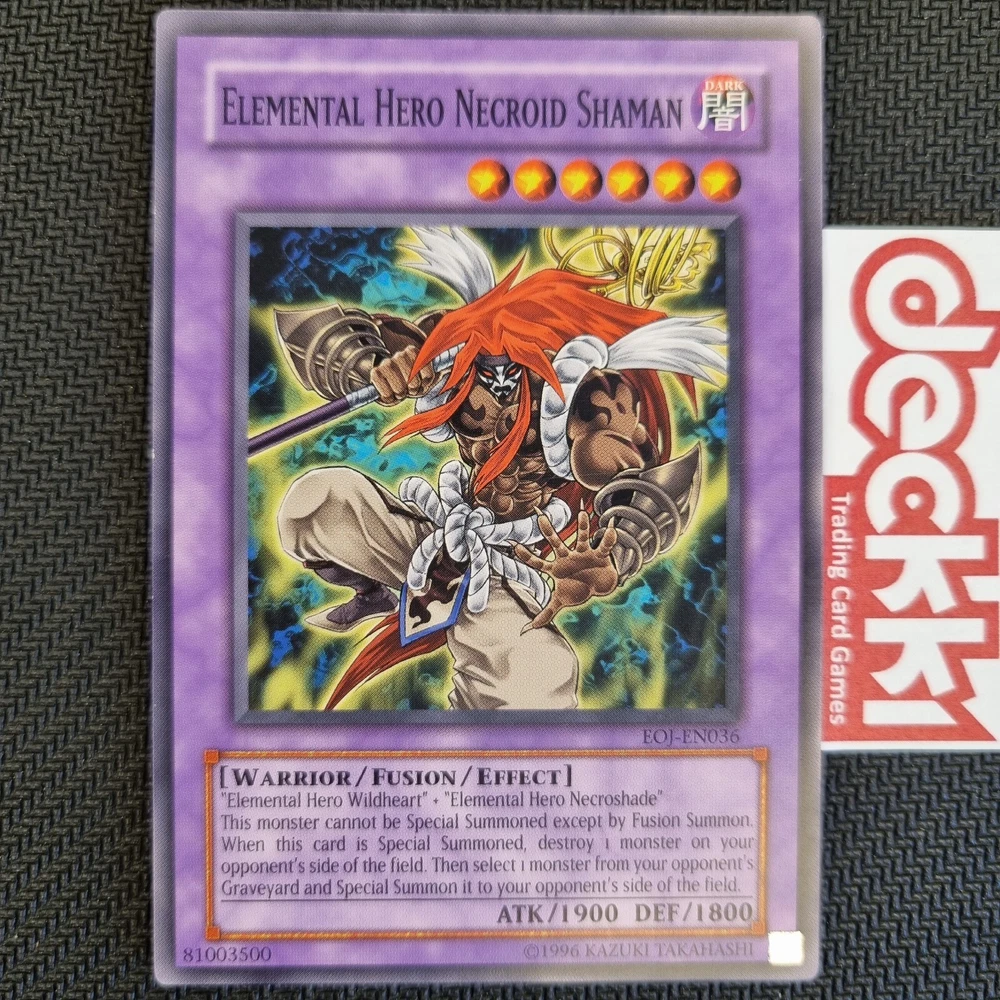 ELEMENTAL HERO NECROID SHAMAN
DARK
闇
EOJ-EN036
[WARRIOR/FUSION/EFFECT]
"Elemental Hero Wildheart" + "Elemental Hero Necroshade"
This monster cannot be Special Summoned except by Fusion Summon.
When this card is Special Summoned, destroy 1 monster on your
opponent's side of the field. Then select 1 monster from your opponent's
Graveyard and Special Summon it to your opponent's side of the field.
ATK/1900 DEF/1800
81003500
©1996 KAZUKI TAKAHASHI
deckki
Trading Card Games